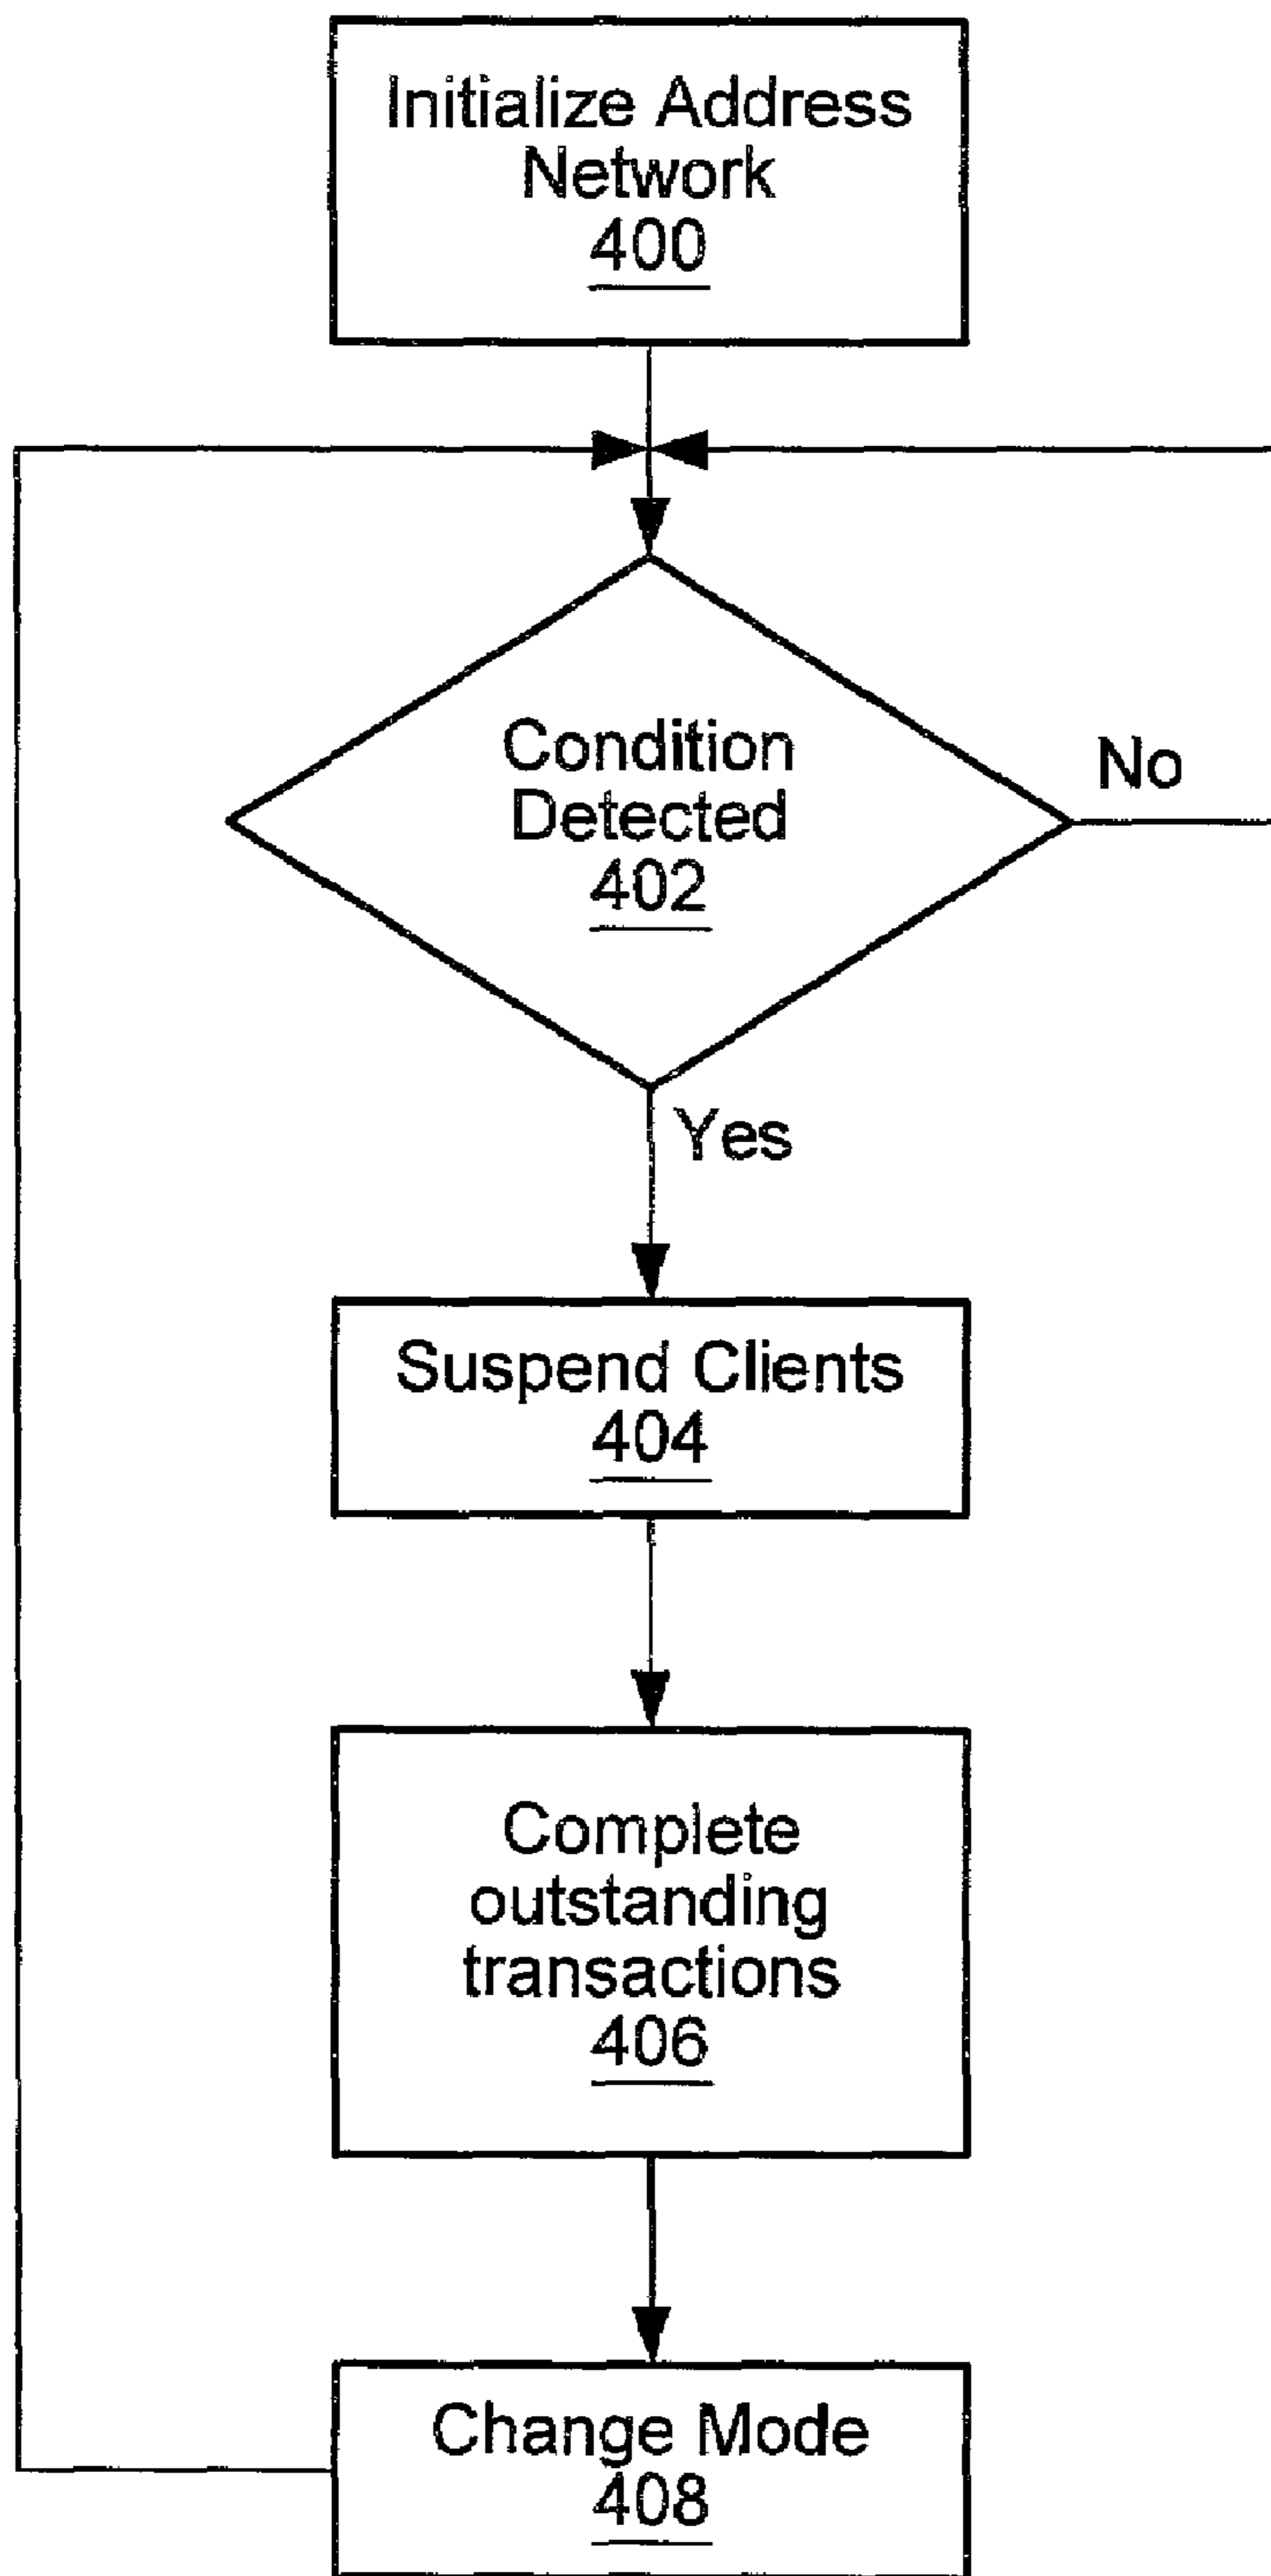 Initialize Address
Network
400
Condition
Detected
402
No
Yes
Suspend Clients
404
Complete
outstanding
transactions
406
Change Mode
408